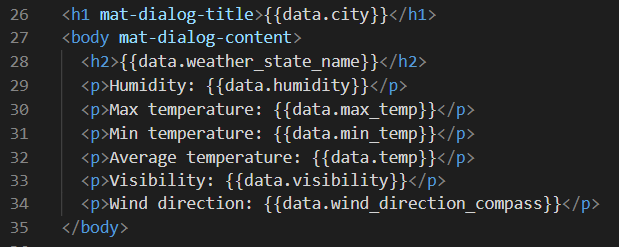 26 <h1 mat-dialog-title>{{data.city}}</h1>
27 <body mat-dialog-content>
28 <h2>{{data.weather_state_name}}</h2>
29 <p>Humidity: {{data.humidity}}</p>
30 <p>Max temperature: {{data.max_temp}}</p>
31 <p>Min temperature: {{data.min_temp}}</p>
32 <p>Average temperature: {{data.temp}}</p>
33 <p>Visibility: {{data.visibility}}</p>
34 <p>Wind direction: {{data.wind_direction_compass}}</p>
35 </body>